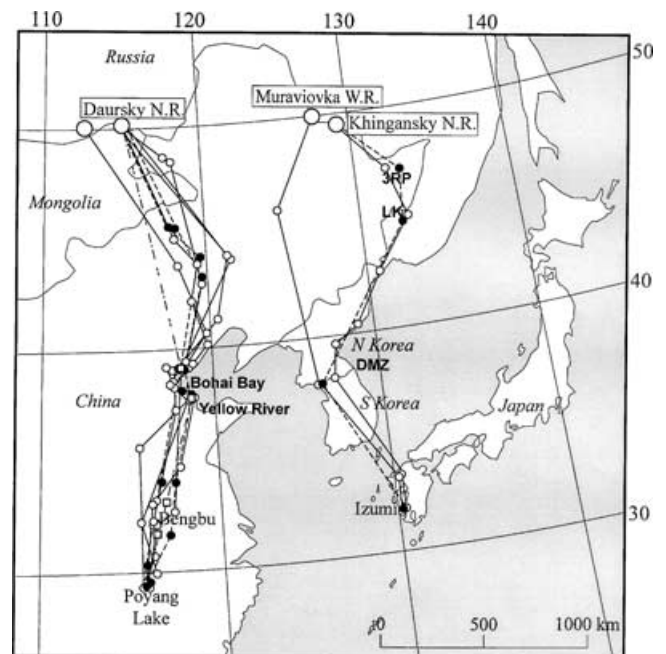 110
120
130
140
50
Russia
Muraviovka W.R.
Daursky N.R.
Khingansky N.R.
3RP
Mongolia
LK
40
N Korea
DMZ
Bohai Bay
China
S Korea
Japan
Yellow River
Izumi
30
Bengbu
Poyang
Lake
0
500
1000 km